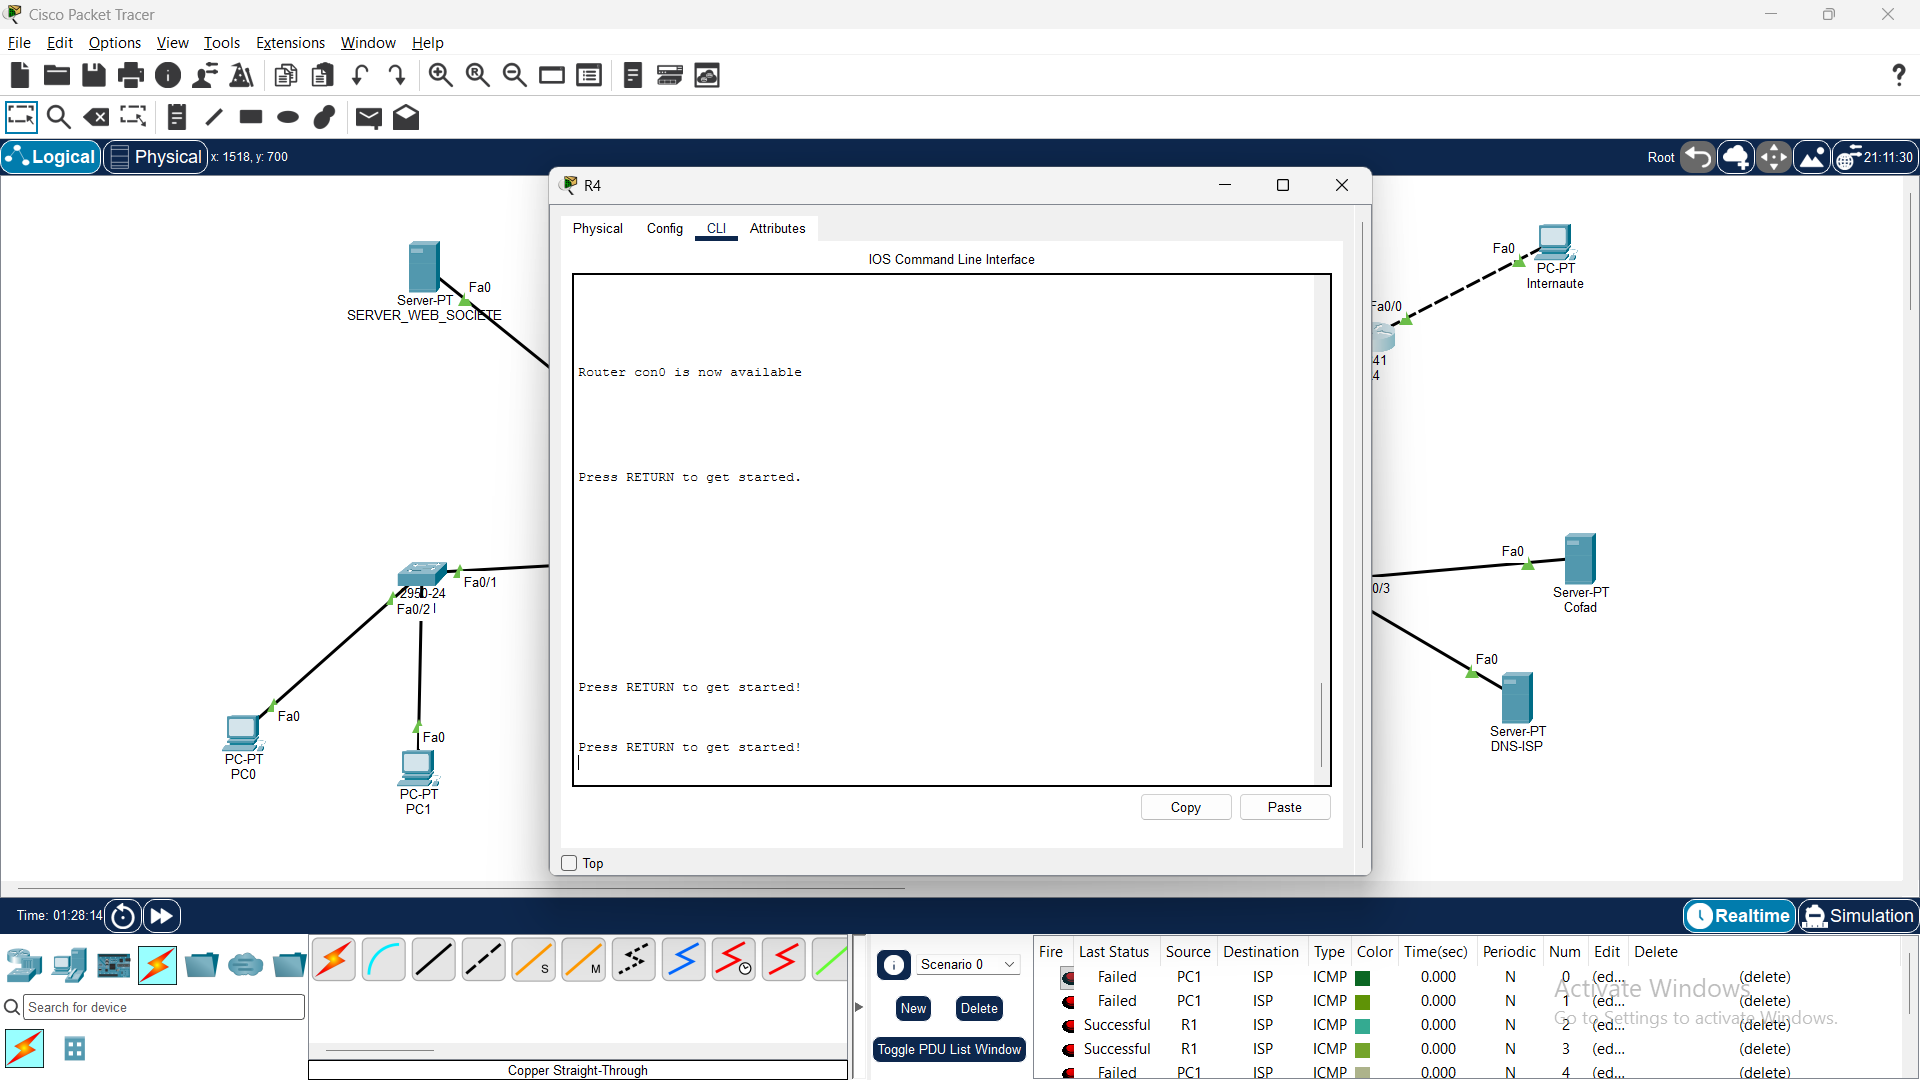 Cisco Packet Tracer
File Edit Options View Tools Extensions Window Help
Logical Physical x: 1518, y: 700
Root 21:11:30
R4
Physical Config CLI Attributes
IOS Command Line Interface
Router con0 is now available
Press RETURN to get started.
Press RETURN to get started!
Press RETURN to get started!
Copy Paste
Top
Fa0
Server-PT
SERVER_WEB_SOCIETE
Fa0/1
2950-24
Fa0/2
Fa0
PC-PT
PC0
Fa0
PC-PT
PC1
Fa0
PC-PT
Internaute
Fa0/0
41
4
Fa0
0/3
Server-PT
Cofad
Fa0
Server-PT
DNS-ISP
Time: 01:28:14
Realtime Simulation
Search for device
S
M
Copper Straight-Through
Scenario 0
New Delete
Toggle PDU List Window
Fire Last Status Source Destination Type Color Time(sec) Periodic Num Edit Delete
Failed PC1 ISP ICMP 0.000 N 0 (ed... (delete)
Failed PC1 ISP ICMP 0.000 N 1 (ed... (delete)
Successful R1 ISP ICMP 0.000 N 2 (ed... (delete)
Successful R1 ISP ICMP 0.000 N 3 (ed... (delete)
Failed PC1 ISP ICMP 0.000 N 4 (ed... (delete)
Activate Windows
Go to Settings to activate Windows.